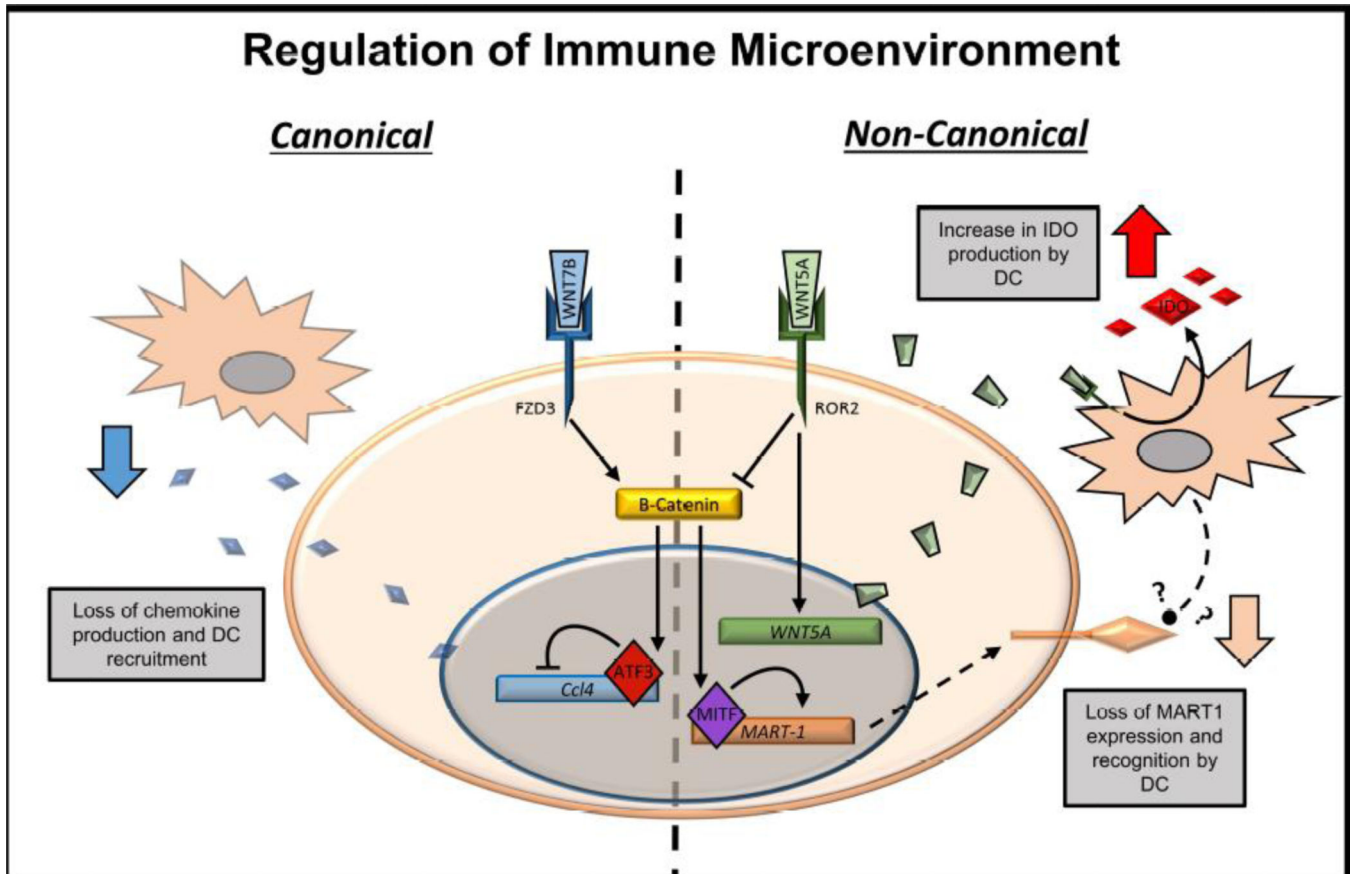 Regulation of Immune Microenvironment
Canonical
Non-Canonical
Increase in IDO
production by
DC
WNT7B
WNT5A
IDO
FZD3
ROR2
B-Catenin
Loss of chemokine
production and DC
recruitment
WNT5A
ATF3
Ccl4
MITF
MART-1
?
?
Loss of MART1
expression and
recognition by
DC